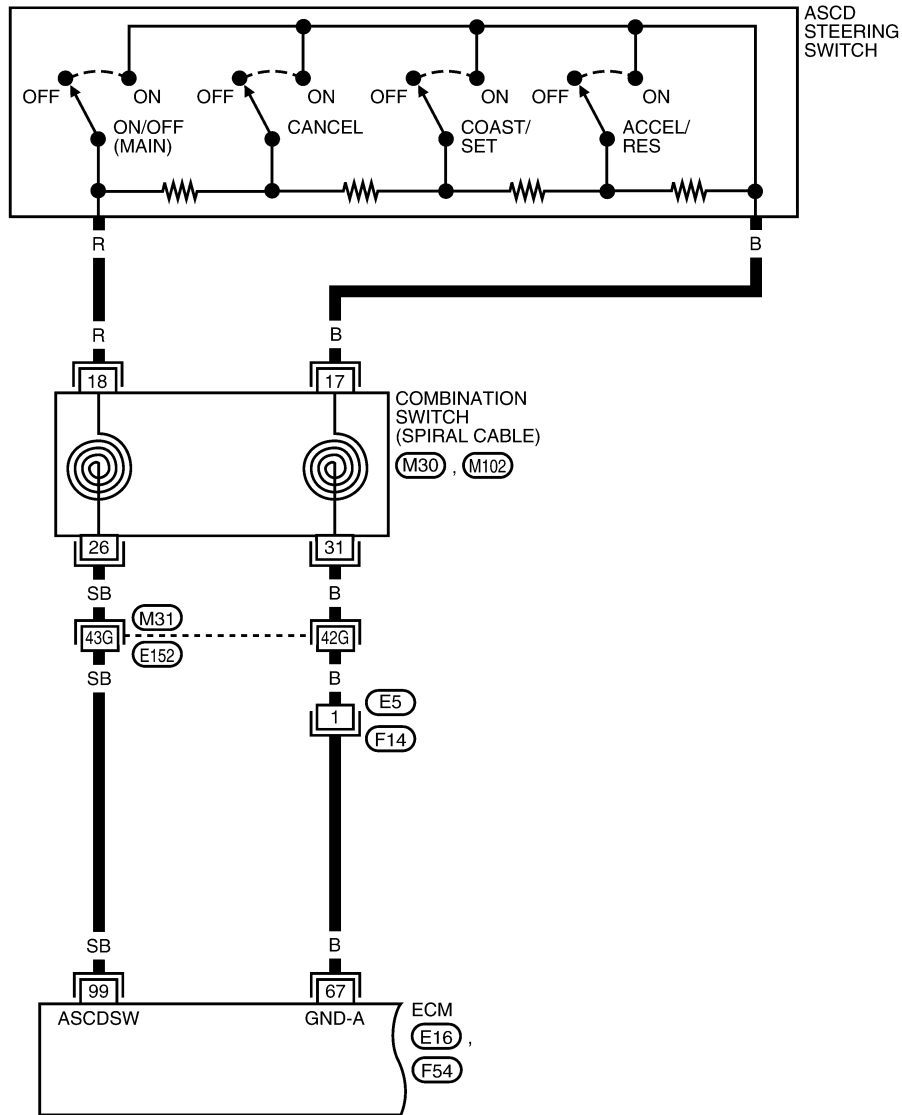 ASCD
STEERING
SWITCH
OFF ON OFF ON OFF ON OFF ON
ON/OFF
(MAIN)
CANCEL
COAST/
SET
ACCEL/
RES
R B
R B
18 17
COMBINATION
SWITCH
(SPIRAL CABLE)
M30 , M102
26 31
SB B
M31
43G 42G
E152
SB B
E5
1
F14
SB B
99 67
ASCDSW GND-A
ECM
E16 ,
F54